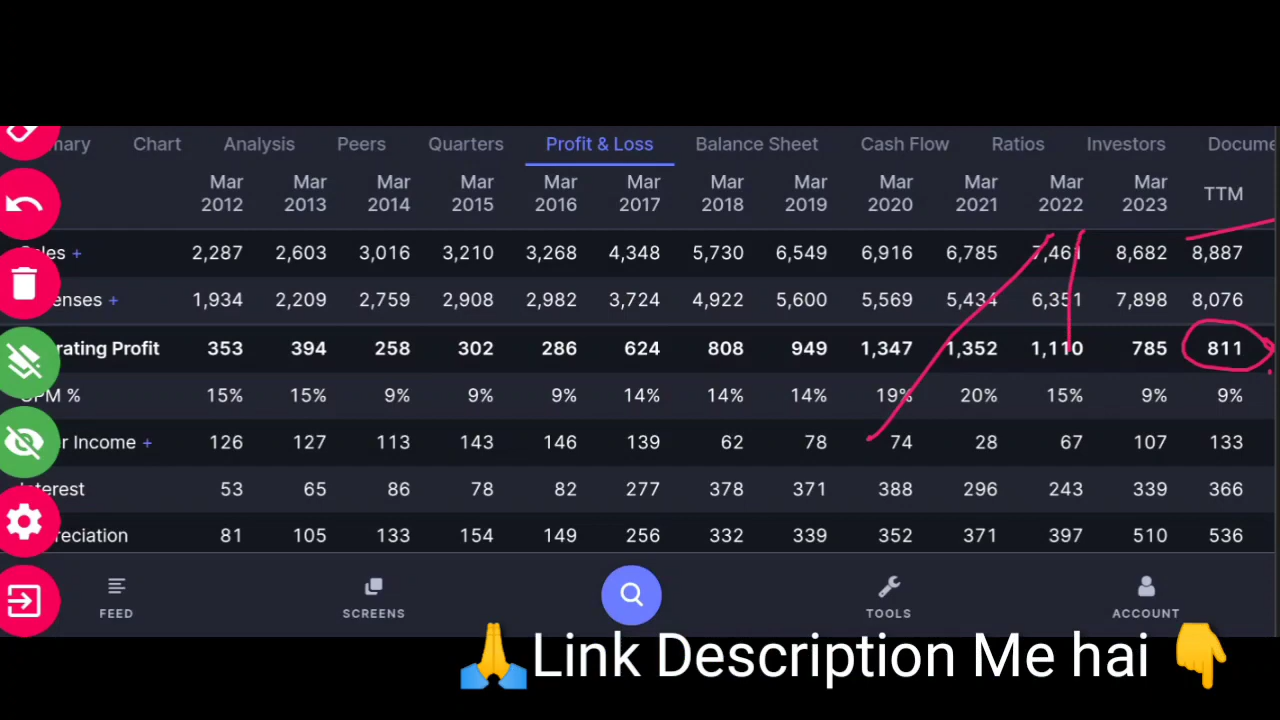 mary Chart Analysis Peers Quarters Profit & Loss Balance Sheet Cash Flow Ratios Investors Docume
Mar 2012 Mar 2013 Mar 2014 Mar 2015 Mar 2016 Mar 2017 Mar 2018 Mar 2019 Mar 2020 Mar 2021 Mar 2022 Mar 2023 TTM
ales + 2,287 2,603 3,016 3,210 3,268 4,348 5,730 6,549 6,916 6,785 7,461 8,682 8,887
enses + 1,934 2,209 2,759 2,908 2,982 3,724 4,922 5,600 5,569 5,434 6,351 7,898 8,076
rating Profit 353 394 258 302 286 624 808 949 1,347 1,352 1,110 785 811
OPM % 15% 15% 9% 9% 9% 14% 14% 14% 19% 20% 15% 9% 9%
r Income + 126 127 113 143 146 139 62 78 74 28 67 107 133
Interest 53 65 86 78 82 277 378 371 388 296 243 339 366
reciation 81 105 133 154 149 256 332 339 352 371 397 510 536
FEED SCREENS TOOLS ACCOUNT
🙏Link Description Me hai 👇